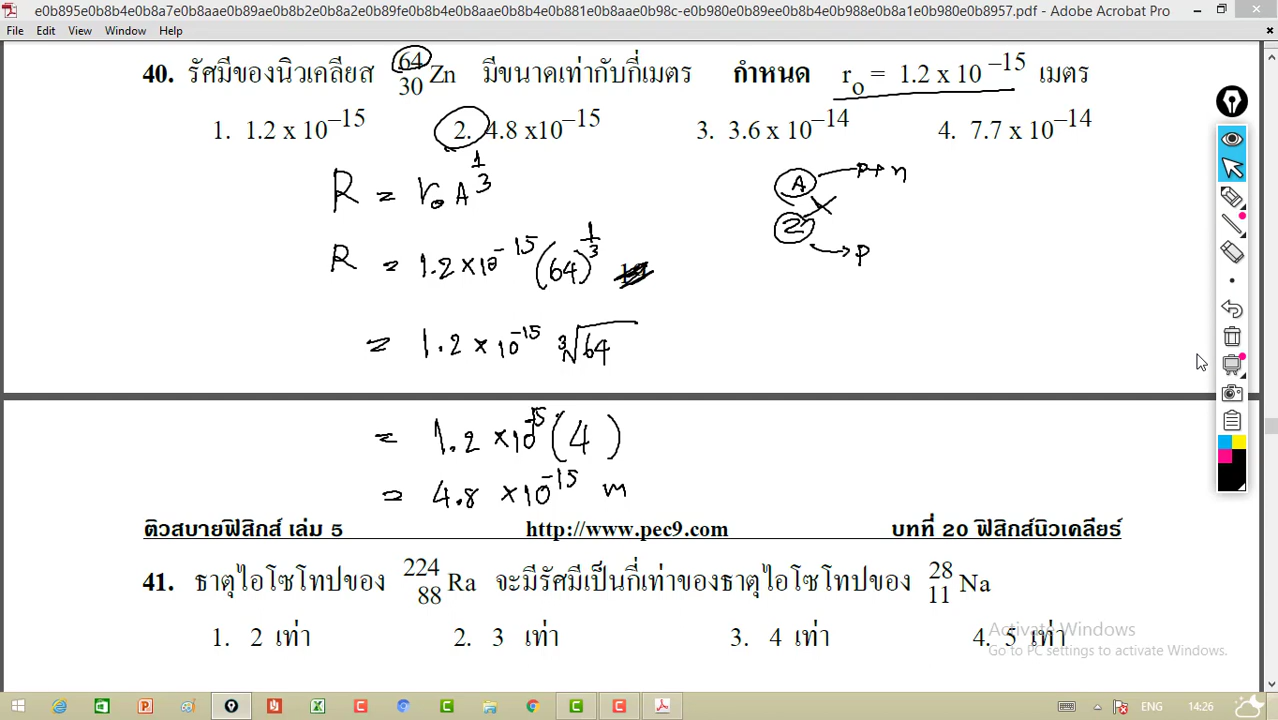 e0b895e0b8b4e0b8a7e0b8aae0b89ae0b8b2e0b8a2e0b89fe0b8b4e0b8aae0b8b4e0b881e0b8aae0b98c-e0b980e0b89ee0b8b4e0b988e0b8a1e0b980e0b8957.pdf - Adobe Acrobat Pro
File Edit View Window Help
40. รัศมีของนิวเคลียส 64 30 Zn มีขนาดเท่ากับกี่เมตร กำหนด ro = 1.2 x 10 –15 เมตร
1. 1.2 x 10–15 2. 4.8 x10–15 3. 3.6 x 10–14 4. 7.7 x 10–14
R = r₀ A 1/3
A p+n
Z p
R = 1.2 × 10-15 (64)1/3
= 1.2 × 10-15 ∛64
= 1.2 × 10-15 (4)
= 4.8 × 10-15 m
ติวสบายฟิสิกส์ เล่ม 5 http://www.pec9.com บทที่ 20 ฟิสิกส์นิวเคลียร์
41. ธาตุไอโซโทปของ 224 88 Ra จะมีรัศมีเป็นกี่เท่าของธาตุไอโซโทปของ 28 11 Na
1. 2 เท่า 2. 3 เท่า 3. 4 เท่า 4. 5 เท่า
Activate Windows
Go to PC settings to activate Windows.
ENG 14:26